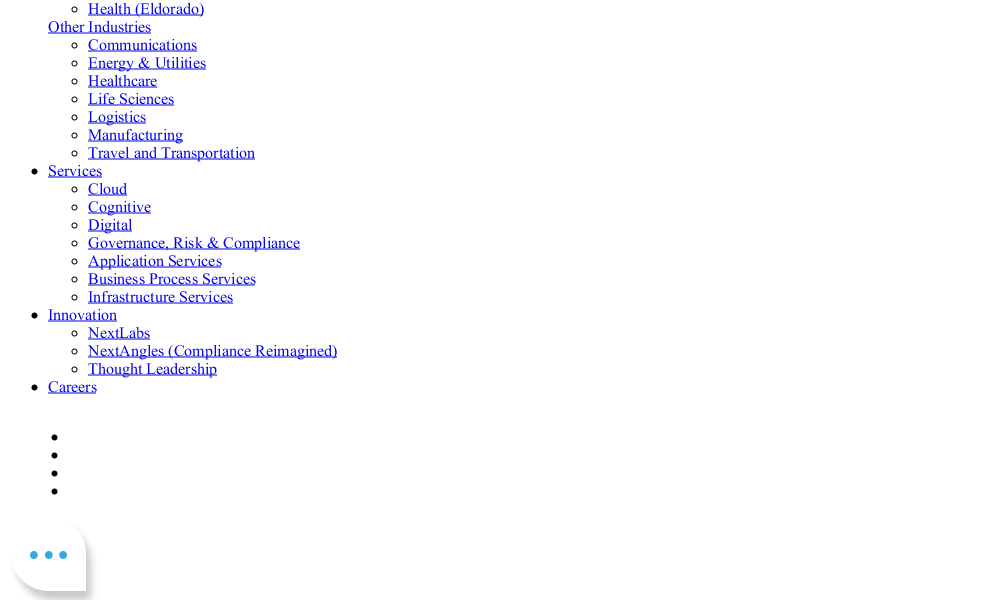 Health (Eldorado)
Other Industries
Communications
Energy & Utilities
Healthcare
Life Sciences
Logistics
Manufacturing
Travel and Transportation
Services
Cloud
Cognitive
Digital
Governance, Risk & Compliance
Application Services
Business Process Services
Infrastructure Services
Innovation
NextLabs
NextAngles (Compliance Reimagined)
Thought Leadership
Careers